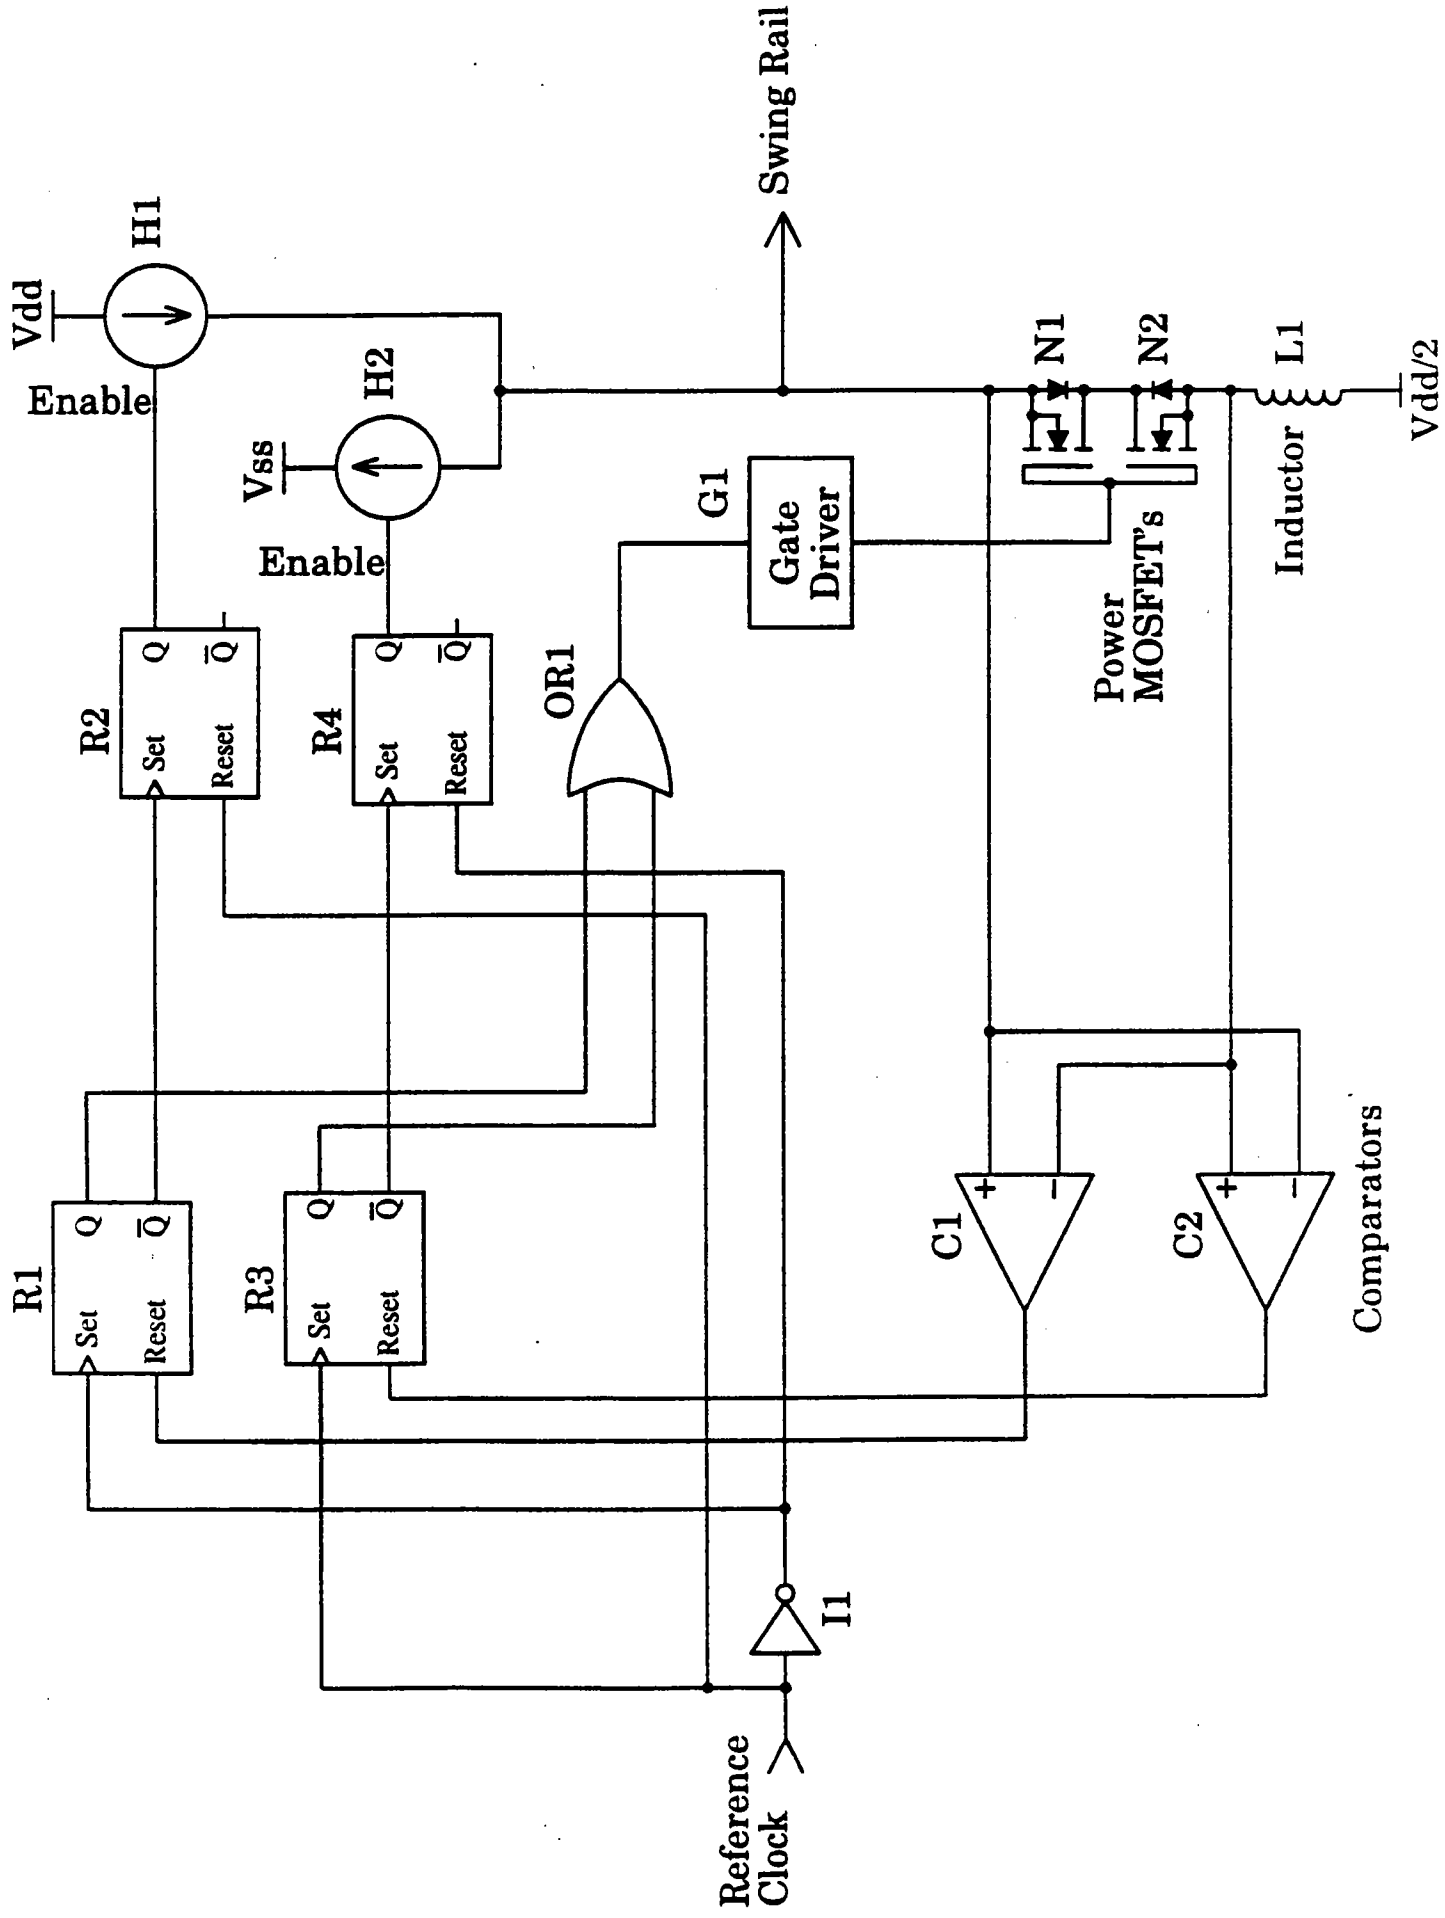 Vdd
H1
Enable
Vss
H2
Enable
R2
Set
Reset
Q
Q̅
R4
Set
Reset
Q
Q̅
OR1
G1
Gate
Driver
Swing Rail
N1
N2
L1
Vdd/2
Inductor
Power
MOSFET's
R1
Set
Reset
Q
Q̅
R3
Set
Reset
Q
Q̅
C1
+
−
C2
+
−
Comparators
I1
Reference
Clock